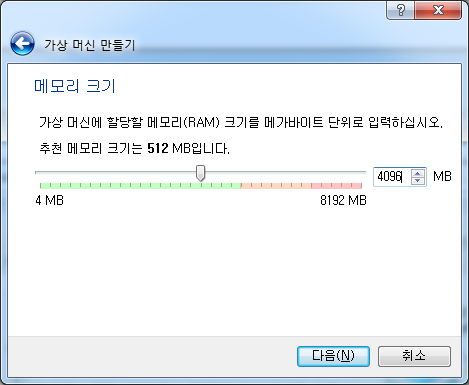 가상 머신 만들기
메모리 크기
가상 머신에 할당할 메모리(RAM) 크기를 메가바이트 단위로 입력하십시오.
추천 메모리 크기는 512 MB입니다.
4096 MB
4 MB 8192 MB
다음(N) 취소